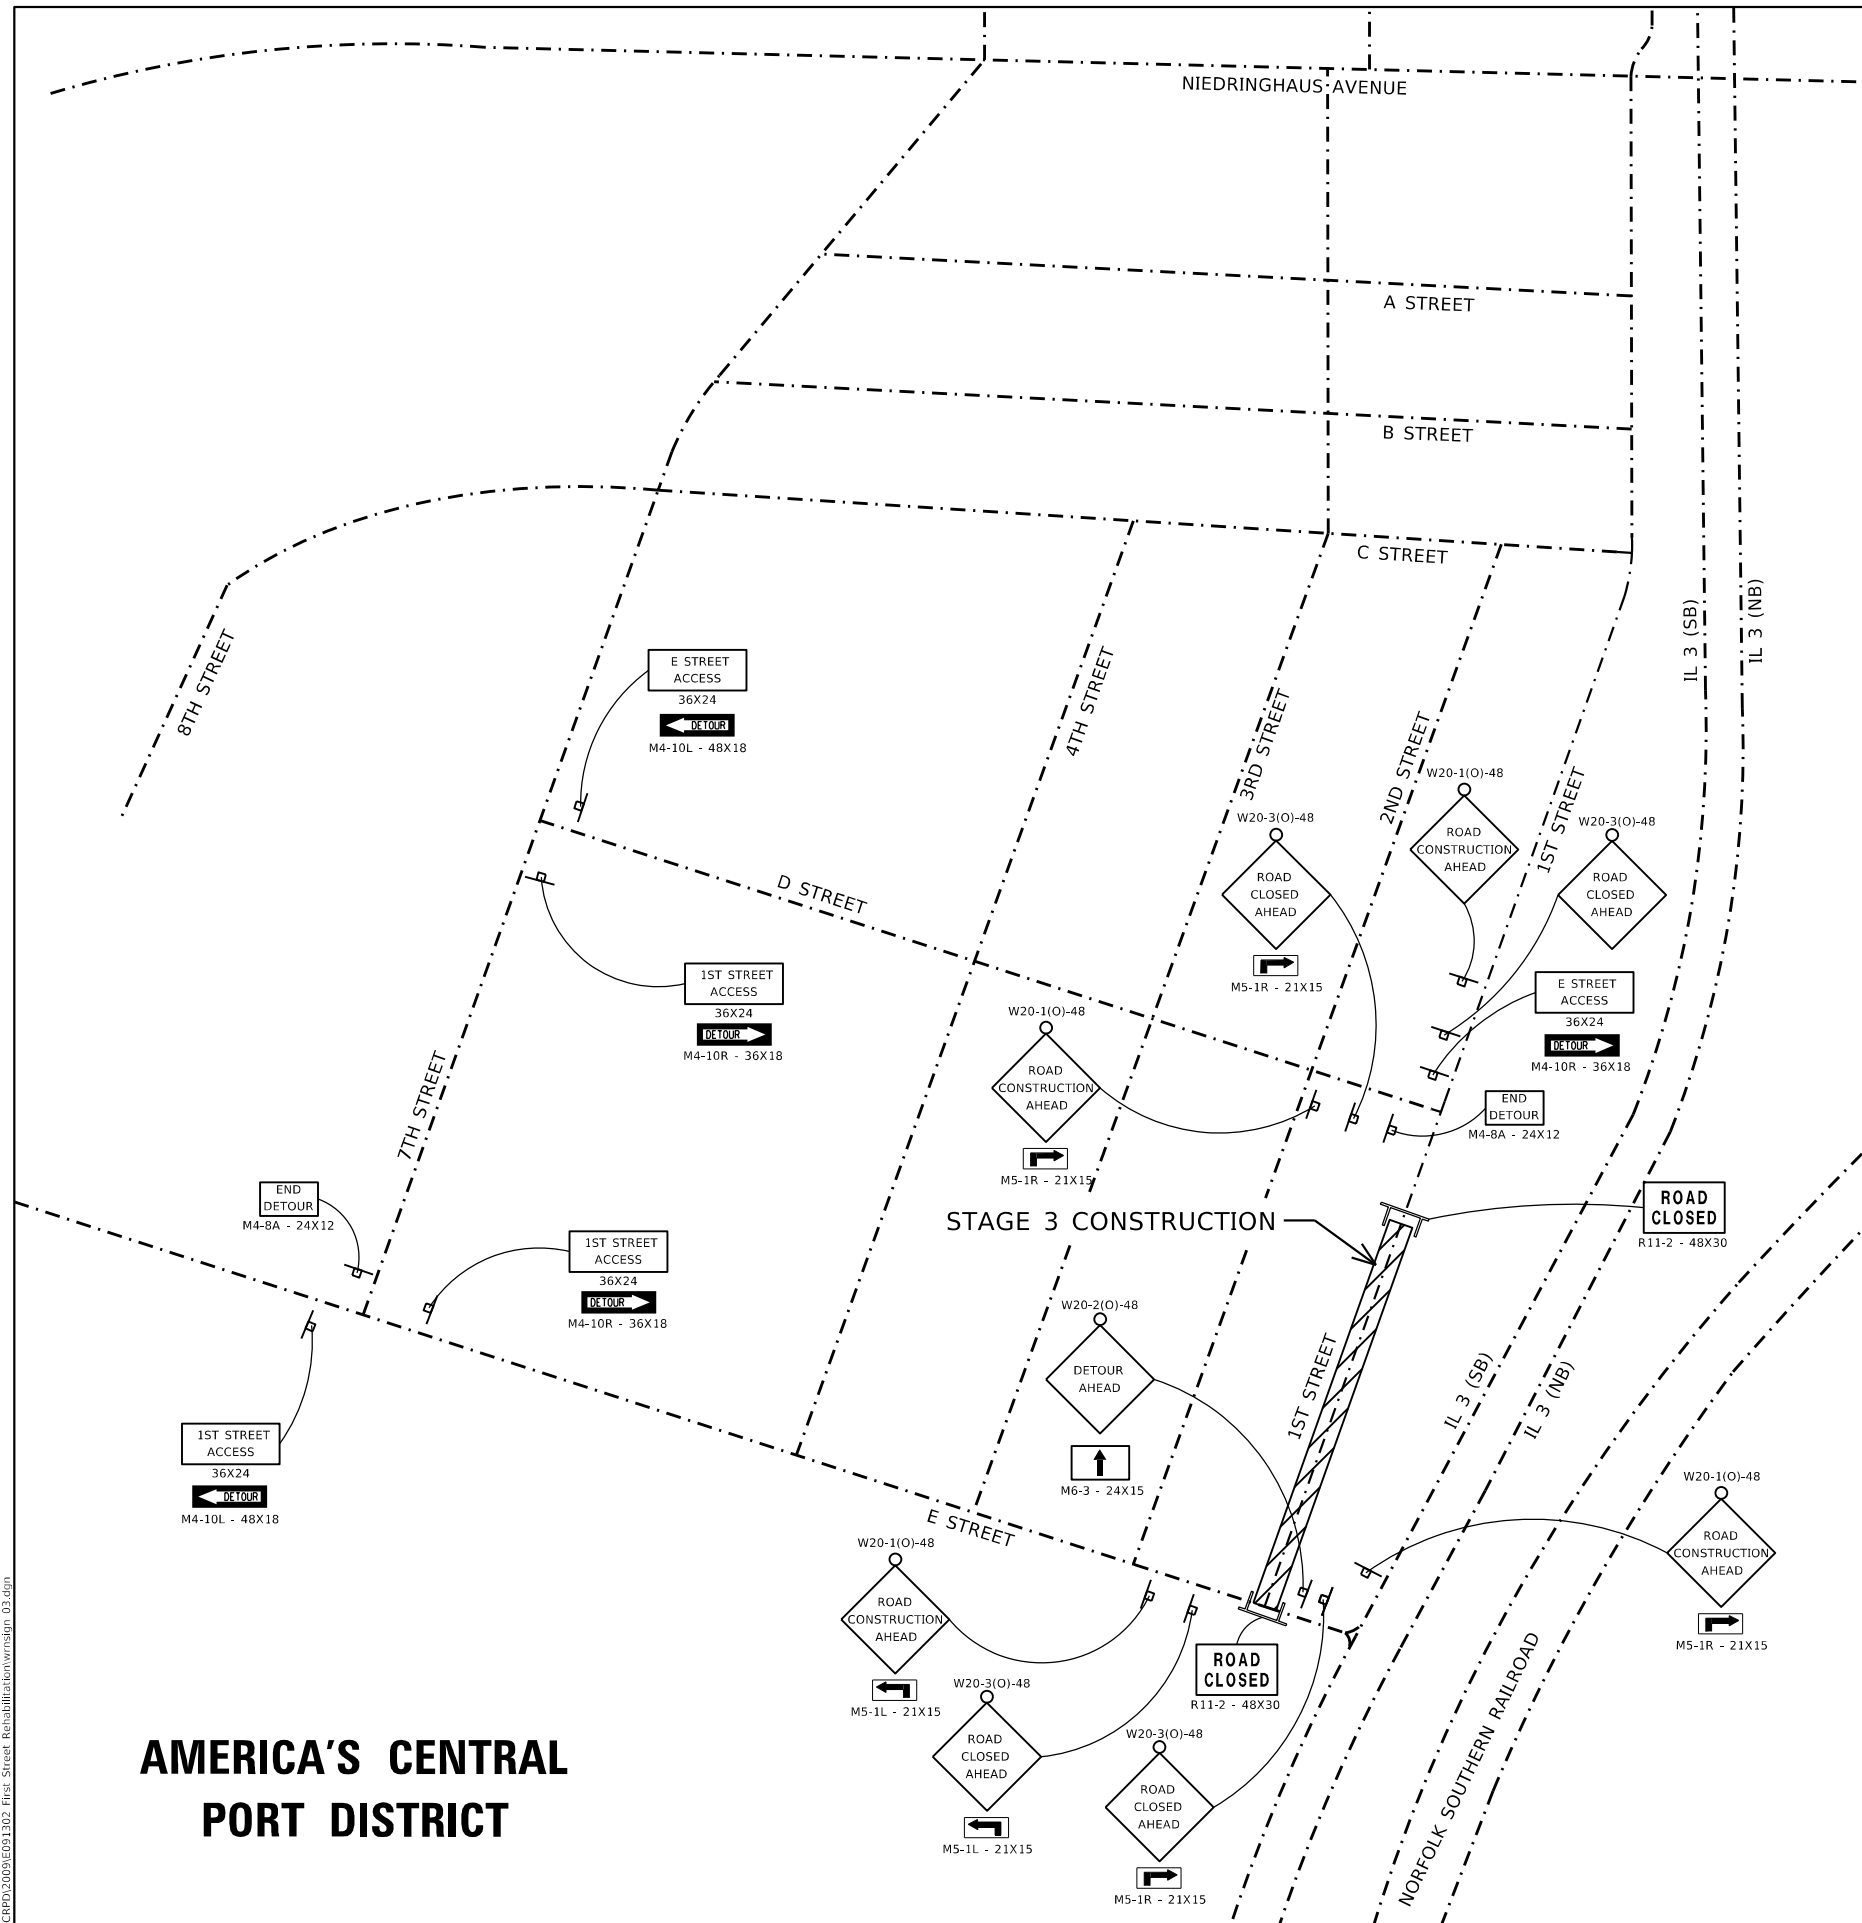 NIEDRINGHAUS AVENUE
A STREET
B STREET
C STREET
IL 3 (SB)
IL 3 (NB)
8TH STREET
E STREET
ACCESS
36X24
DETOUR
M4-10L - 48X18
4TH STREET
3RD STREET
2ND STREET
1ST STREET
W20-1(O)-48
ROAD
CONSTRUCTION
AHEAD
W20-3(O)-48
ROAD
CLOSED
AHEAD
M5-1R - 21X15
W20-3(O)-48
ROAD
CLOSED
AHEAD
D STREET
1ST STREET
ACCESS
36X24
DETOUR
M4-10R - 36X18
E STREET
ACCESS
36X24
DETOUR
M4-10R - 36X18
W20-1(O)-48
ROAD
CONSTRUCTION
AHEAD
M5-1R - 21X15
END
DETOUR
M4-8A - 24X12
7TH STREET
END
DETOUR
M4-8A - 24X12
STAGE 3 CONSTRUCTION
ROAD
CLOSED
R11-2 - 48X30
1ST STREET
ACCESS
36X24
DETOUR
M4-10R - 36X18
W20-2(O)-48
DETOUR
AHEAD
M6-3 - 24X15
1ST STREET
IL 3 (SB)
IL 3 (NB)
1ST STREET
ACCESS
36X24
DETOUR
M4-10L - 48X18
E STREET
W20-1(O)-48
ROAD
CONSTRUCTION
AHEAD
M5-1R - 21X15
W20-1(O)-48
ROAD
CONSTRUCTION
AHEAD
M5-1L - 21X15
ROAD
CLOSED
R11-2 - 48X30
W20-3(O)-48
ROAD
CLOSED
AHEAD
M5-1L - 21X15
W20-3(O)-48
ROAD
CLOSED
AHEAD
M5-1R - 21X15
NORFOLK SOUTHERN RAILROAD
AMERICA'S CENTRAL
PORT DISTRICT
CRPD\2009\E091302 First Street Rehabilitation\wrnsign 03.dgn